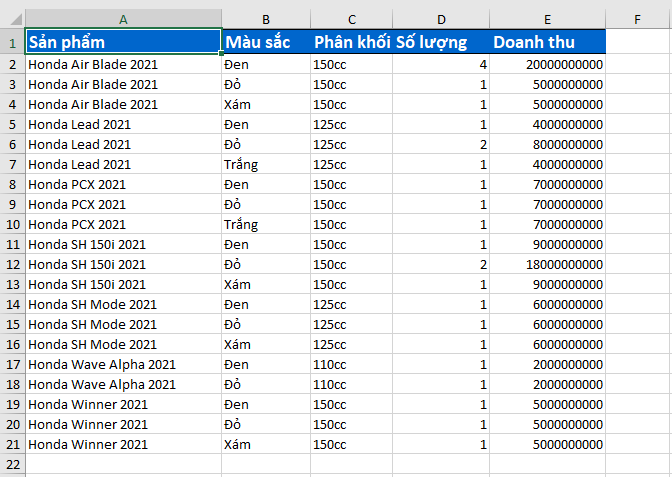 A B C D E F
1 Sản phẩm Màu sắc Phân khối Số lượng Doanh thu
2 Honda Air Blade 2021 Đen 150cc 4 20000000000
3 Honda Air Blade 2021 Đỏ 150cc 1 5000000000
4 Honda Air Blade 2021 Xám 150cc 1 5000000000
5 Honda Lead 2021 Đen 125cc 1 4000000000
6 Honda Lead 2021 Đỏ 125cc 2 8000000000
7 Honda Lead 2021 Trắng 125cc 1 4000000000
8 Honda PCX 2021 Đen 150cc 1 7000000000
9 Honda PCX 2021 Đỏ 150cc 1 7000000000
10 Honda PCX 2021 Trắng 150cc 1 7000000000
11 Honda SH 150i 2021 Đen 150cc 1 9000000000
12 Honda SH 150i 2021 Đỏ 150cc 2 18000000000
13 Honda SH 150i 2021 Xám 150cc 1 9000000000
14 Honda SH Mode 2021 Đen 125cc 1 6000000000
15 Honda SH Mode 2021 Đỏ 125cc 1 6000000000
16 Honda SH Mode 2021 Xám 125cc 1 6000000000
17 Honda Wave Alpha 2021 Đen 110cc 1 2000000000
18 Honda Wave Alpha 2021 Đỏ 110cc 1 2000000000
19 Honda Winner 2021 Đen 150cc 1 5000000000
20 Honda Winner 2021 Đỏ 150cc 1 5000000000
21 Honda Winner 2021 Xám 150cc 1 5000000000
22